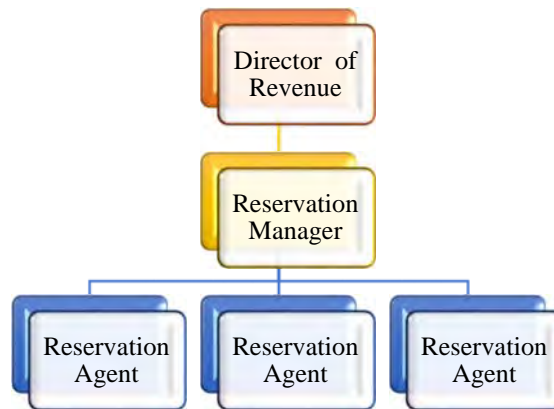 Director of
Revenue
Reservation
Manager
Reservation
Agent
Reservation
Agent
Reservation
Agent